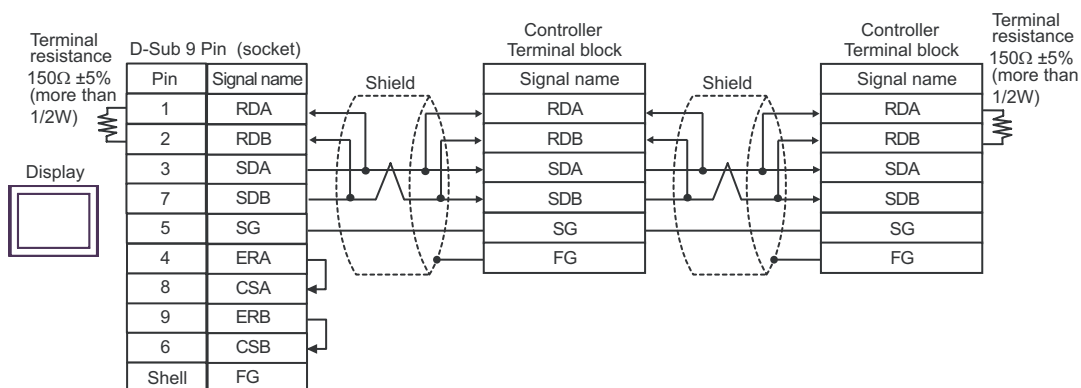 Terminal
resistance
150Ω ±5%
(more than
1/2W)
Display
D-Sub 9 Pin (socket)
Pin Signal name
1 RDA
2 RDB
3 SDA
7 SDB
5 SG
4 ERA
8 CSA
9 ERB
6 CSB
Shell FG
Shield
Controller
Terminal block
Signal name
RDA
RDB
SDA
SDB
SG
FG
Shield
Controller
Terminal block
Signal name
RDA
RDB
SDA
SDB
SG
FG
Terminal
resistance
150Ω ±5%
(more than
1/2W)